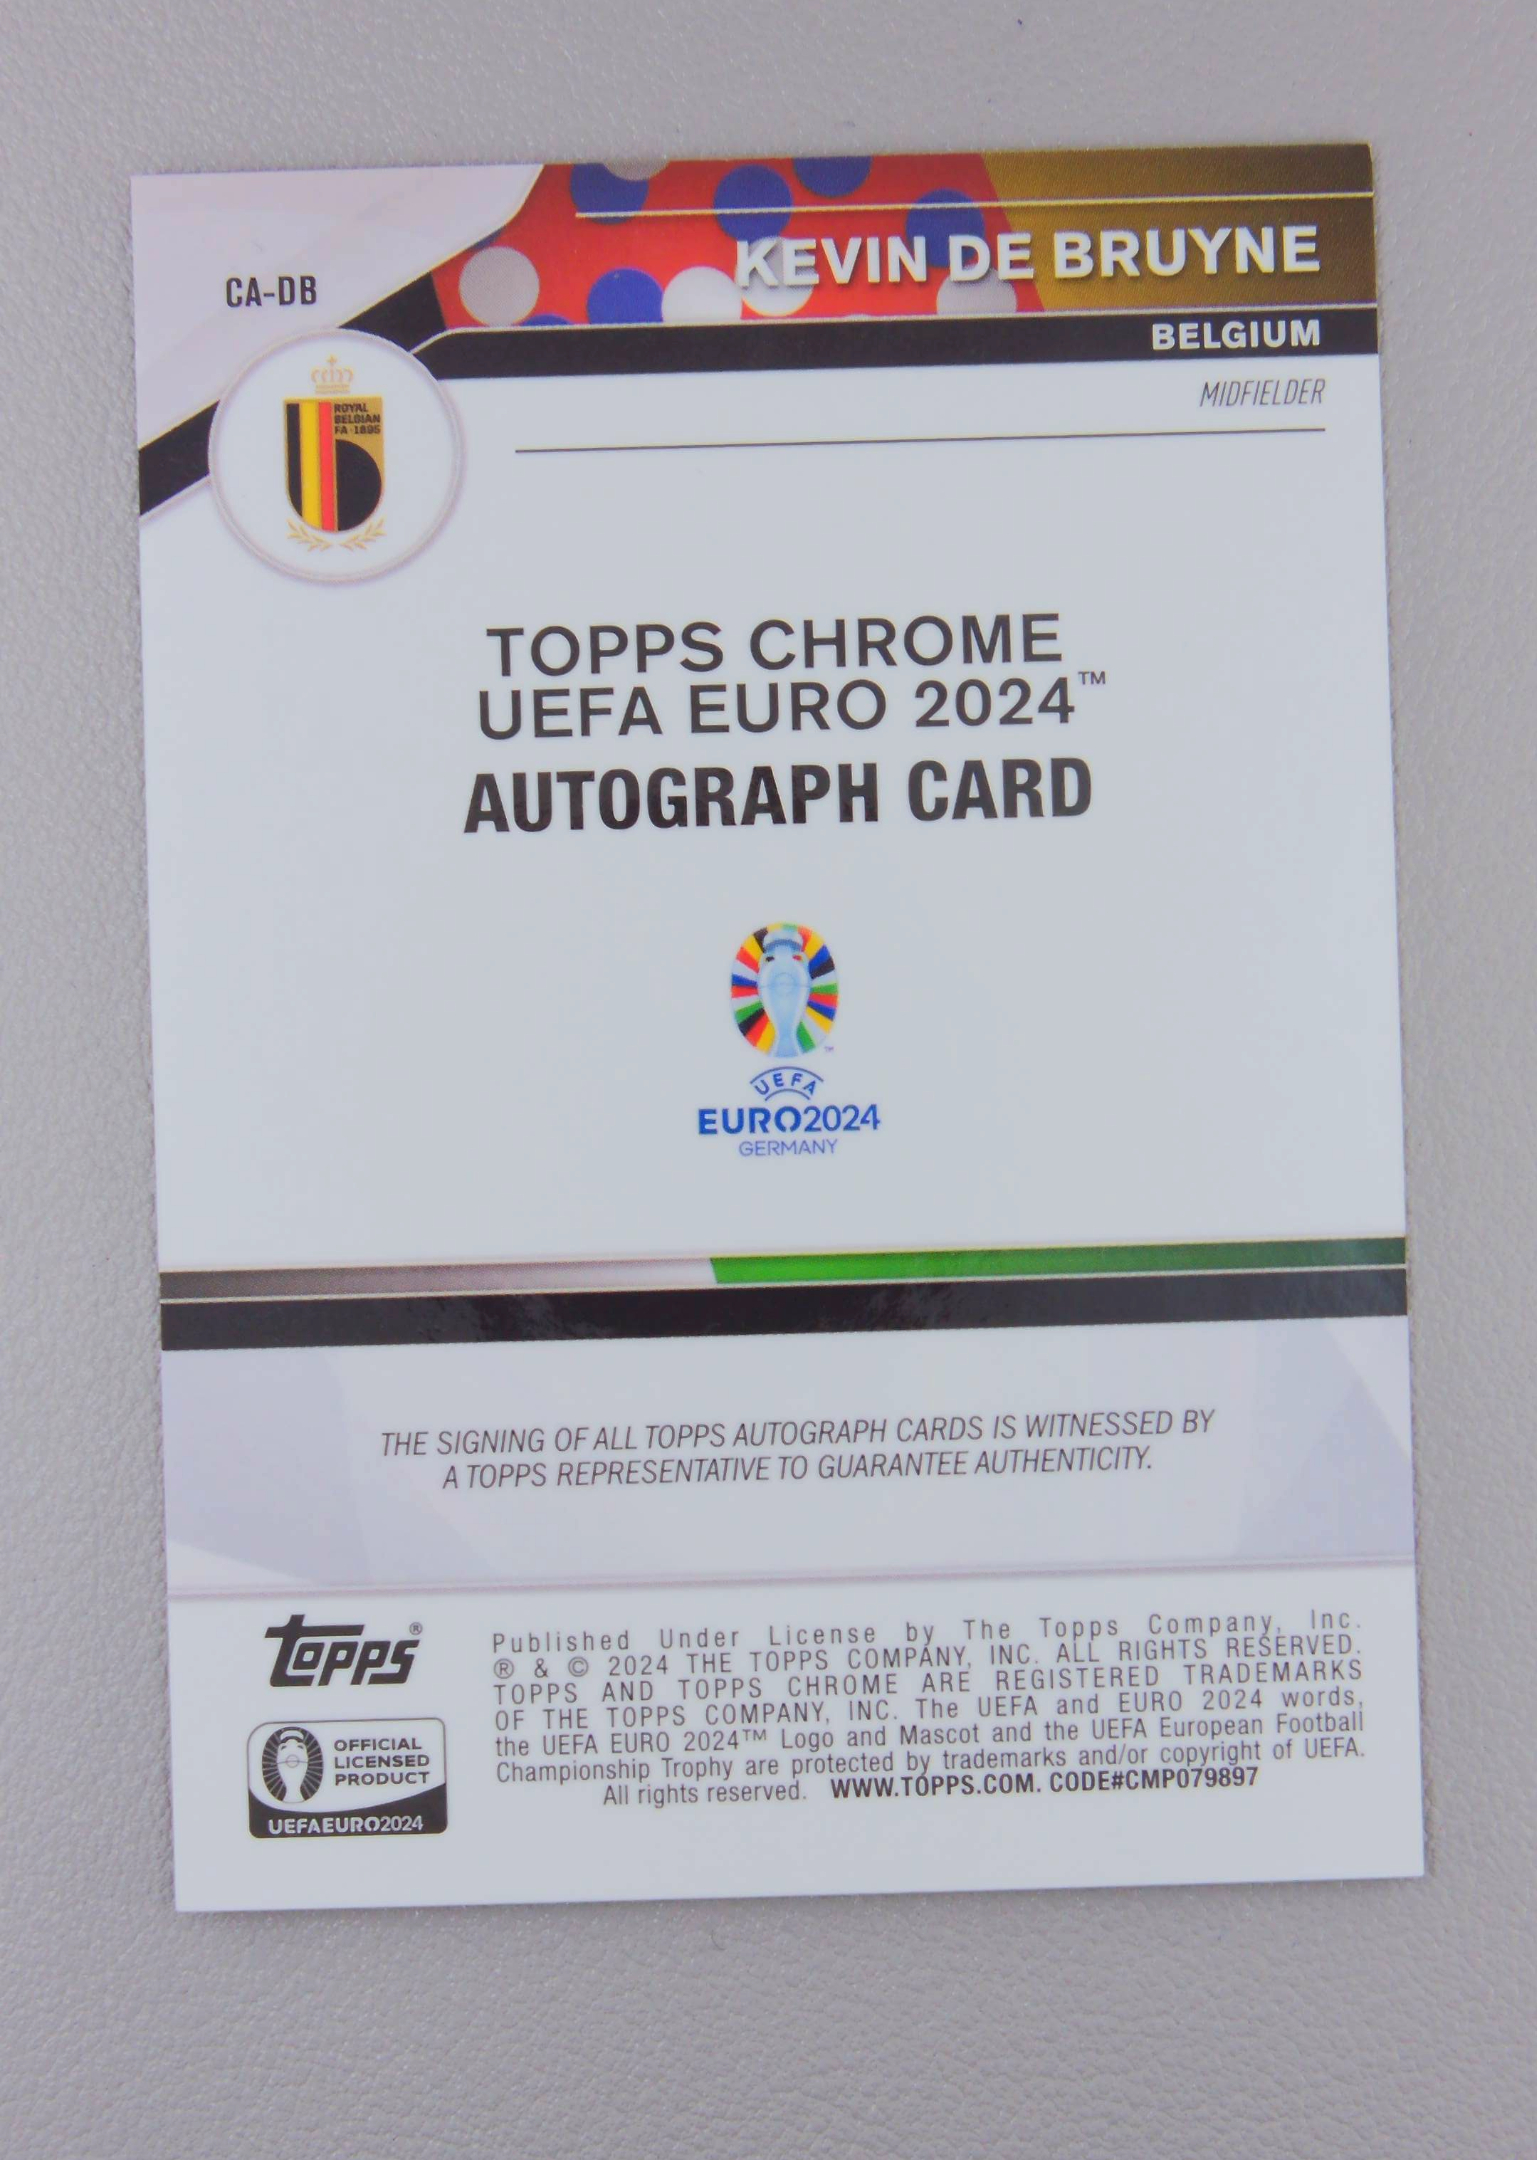 CA-DB
KEVIN DE BRUYNE
BELGIUM
MIDFIELDER
ROYAL
BELGIAN
FA·1895
TOPPS CHROME
UEFA EURO 2024™
AUTOGRAPH CARD
UEFA
EURO2024
GERMANY
THE SIGNING OF ALL TOPPS AUTOGRAPH CARDS IS WITNESSED BY
A TOPPS REPRESENTATIVE TO GUARANTEE AUTHENTICITY.
topps®
OFFICIAL
LICENSED
PRODUCT
UEFAEURO2024
Published Under License by The Topps Company, Inc.
® & © 2024 THE TOPPS COMPANY, INC. ALL RIGHTS RESERVED.
TOPPS AND TOPPS CHROME ARE REGISTERED TRADEMARKS
OF THE TOPPS COMPANY, INC. The UEFA and EURO 2024 words,
the UEFA EURO 2024™ Logo and Mascot and the UEFA European Football
Championship Trophy are protected by trademarks and/or copyright of UEFA.
All rights reserved. WWW.TOPPS.COM. CODE#CMP079897